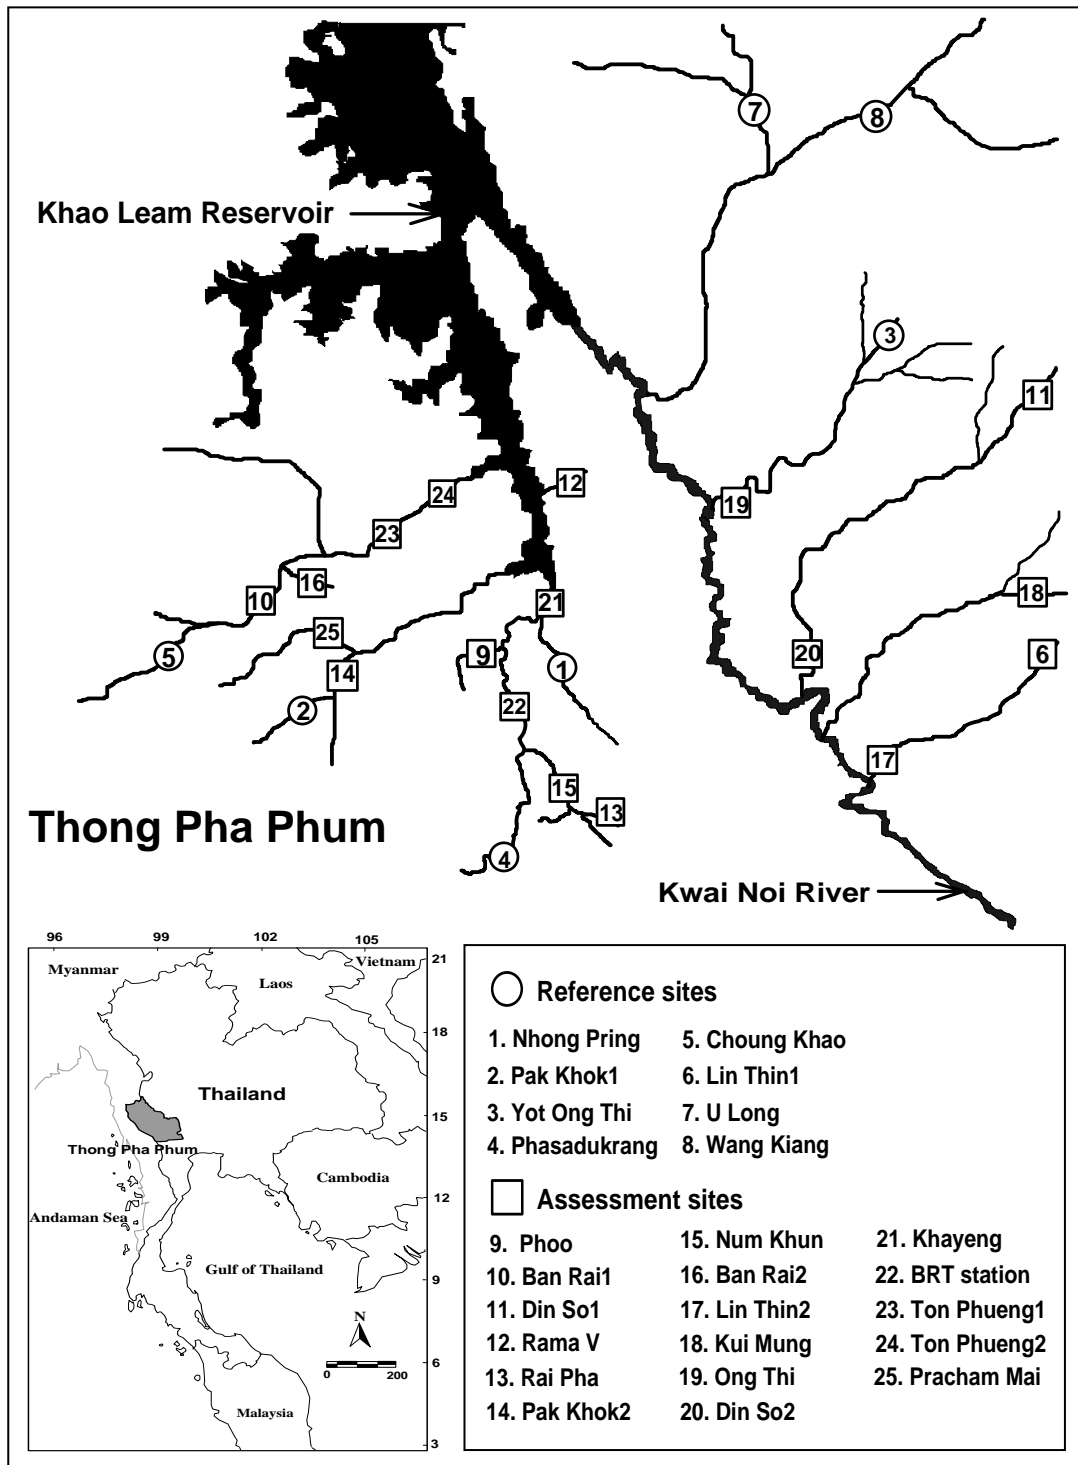 7
8
Khao Leam Reservoir
3
11
12
24
19
23
16
18
10
21
25
9
20
6
5
1
14
2
22
17
15
13
Thong Pha Phum
4
Kwai Noi River
96 99 102 105
Myanmar
Vietnam
21
Laos
18
Thailand
15
Thong Pha Phum
Cambodia
12
Andaman Sea
Gulf of Thailand
9
N
6
0 200
Malaysia
3
Reference sites
1. Nhong Pring
2. Pak Khok1
3. Yot Ong Thi
4. Phasadukrang
5. Choung Khao
6. Lin Thin1
7. U Long
8. Wang Kiang
Assessment sites
9. Phoo
10. Ban Rai1
11. Din So1
12. Rama V
13. Rai Pha
14. Pak Khok2
15. Num Khun
16. Ban Rai2
17. Lin Thin2
18. Kui Mung
19. Ong Thi
20. Din So2
21. Khayeng
22. BRT station
23. Ton Phueng1
24. Ton Phueng2
25. Pracham Mai